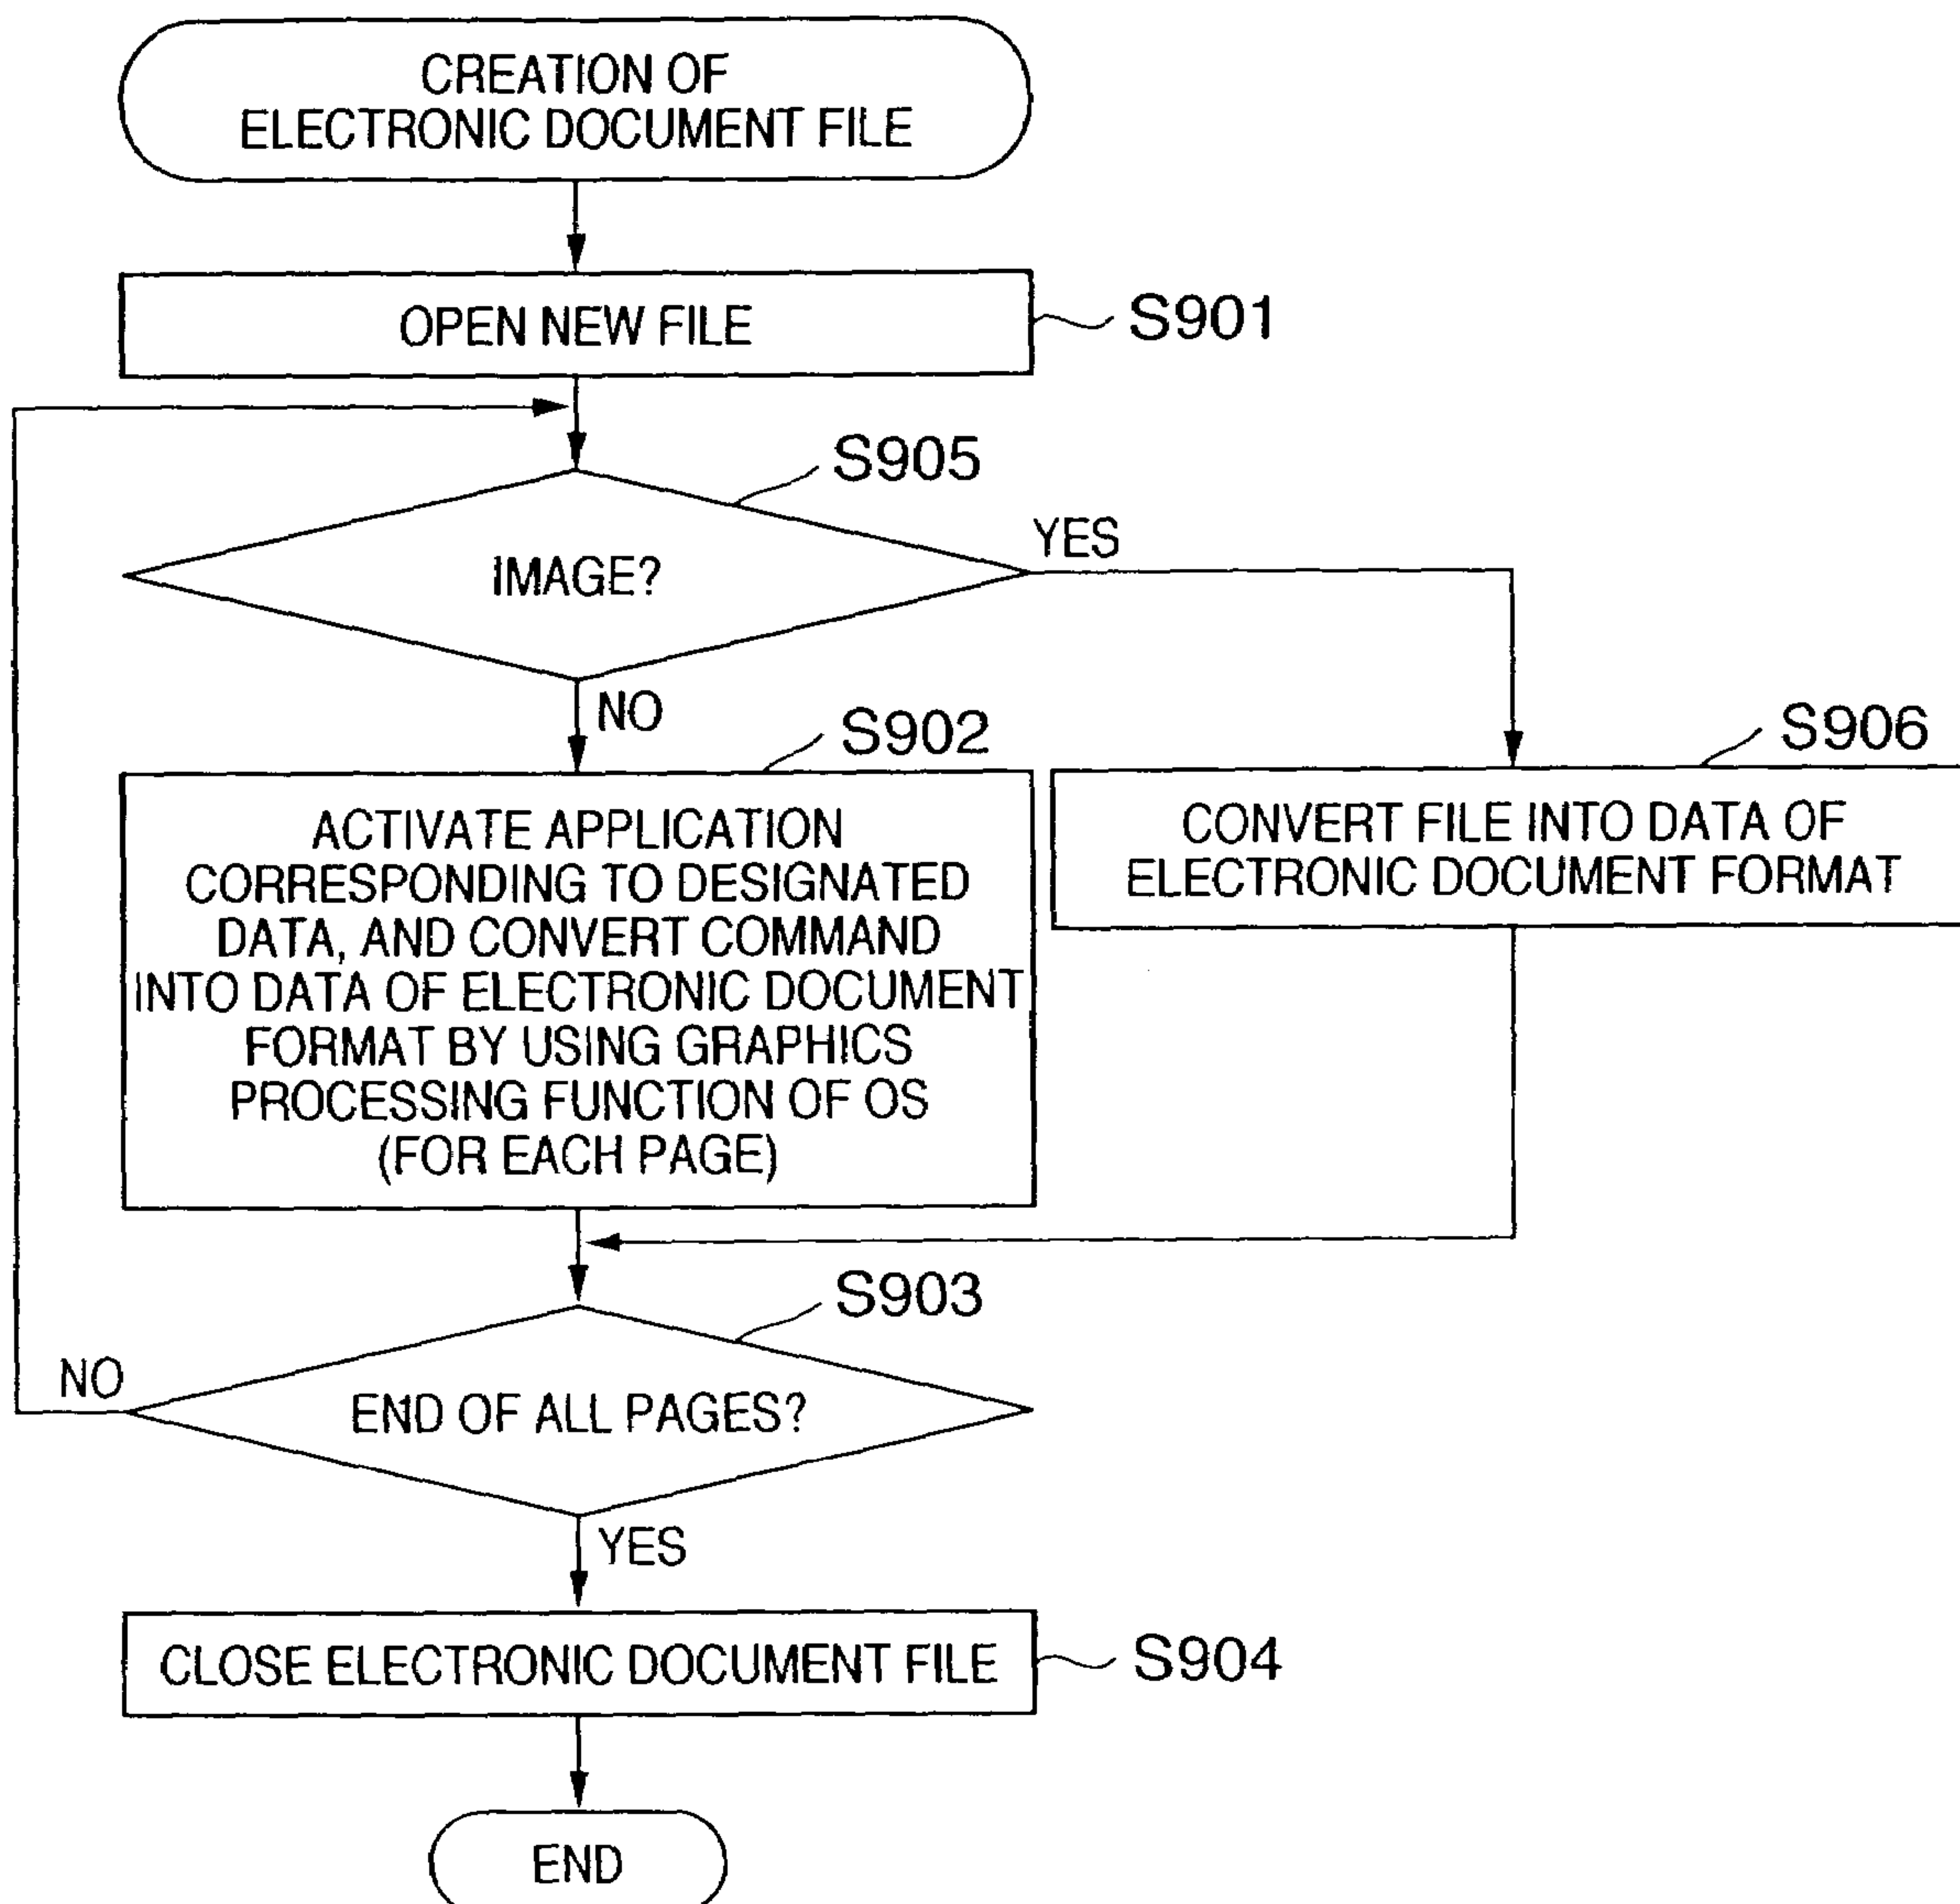 CREATION OF
ELECTRONIC DOCUMENT FILE
OPEN NEW FILE
S901
S905
IMAGE?
YES
NO
S902
ACTIVATE APPLICATION
CORRESPONDING TO DESIGNATED
DATA, AND CONVERT COMMAND
INTO DATA OF ELECTRONIC DOCUMENT
FORMAT BY USING GRAPHICS
PROCESSING FUNCTION OF OS
(FOR EACH PAGE)
S906
CONVERT FILE INTO DATA OF
ELECTRONIC DOCUMENT FORMAT
S903
END OF ALL PAGES?
NO
YES
CLOSE ELECTRONIC DOCUMENT FILE
S904
END